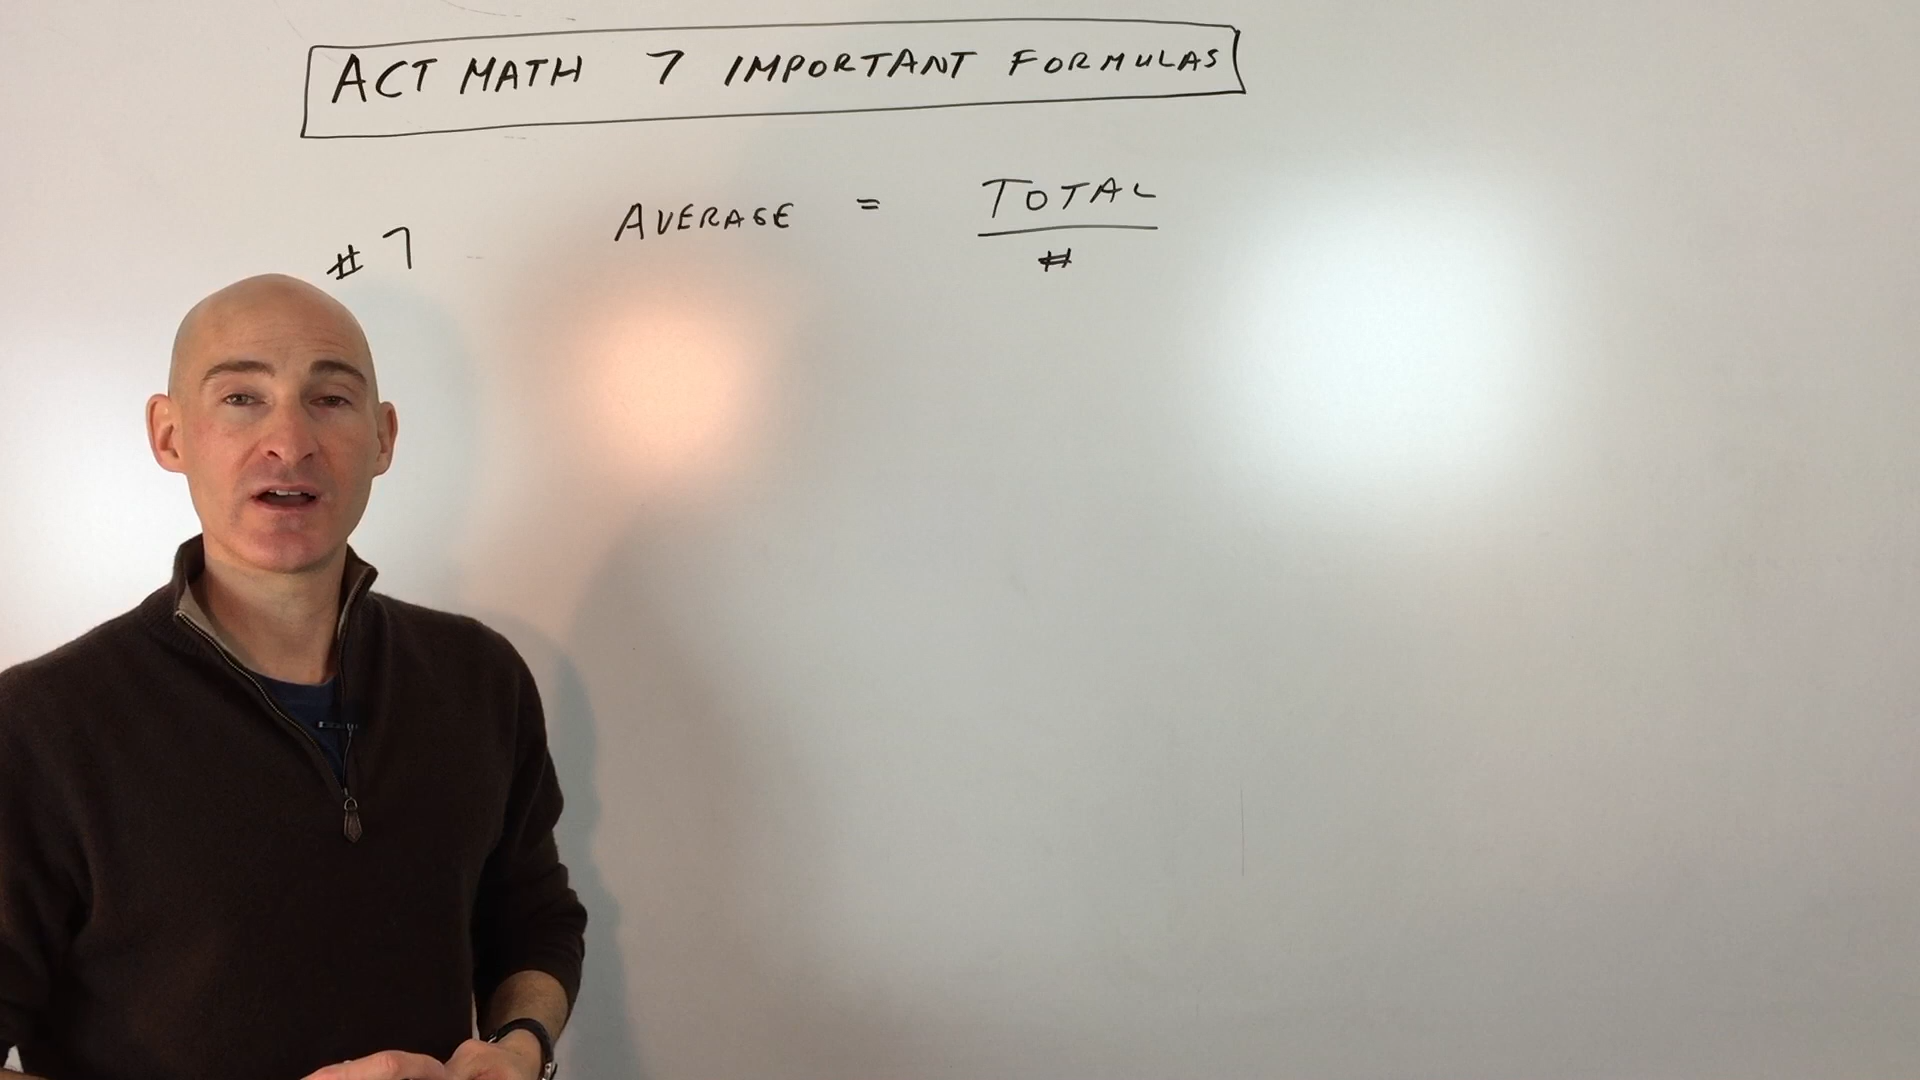 ACT MATH 7 IMPORTANT FORMULAS
#7 AVERAGE = TOTAL
#